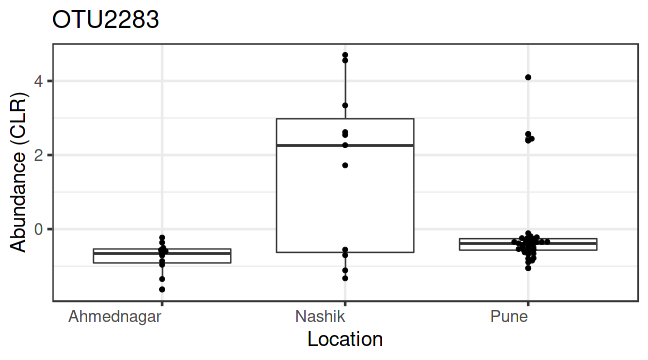 OTU2283
Abundance (CLR)
4
2
0
Ahmednagar
Nashik
Pune
Location